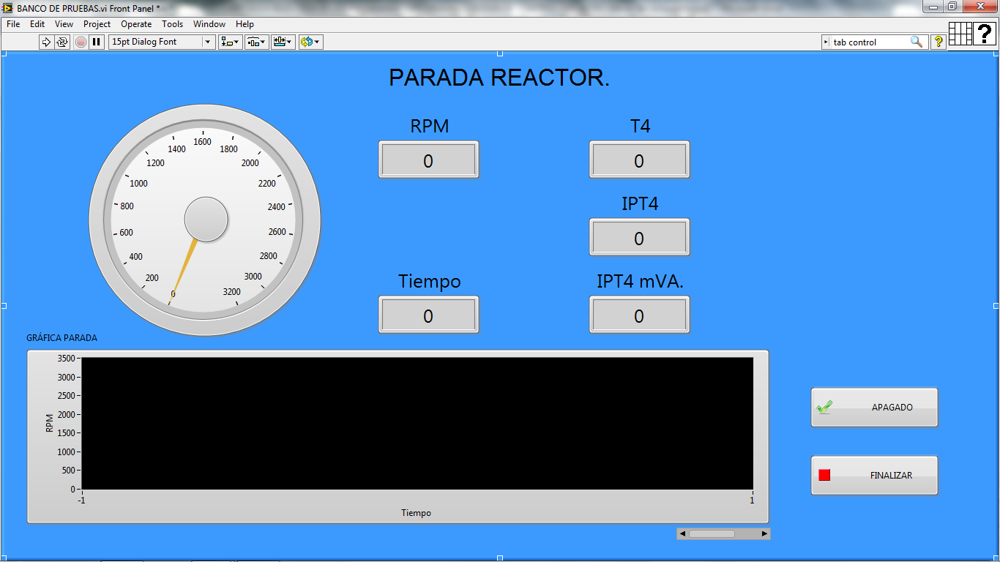 BANCO DE PRUEBAS.vi Front Panel *
File Edit View Project Operate Tools Window Help
15pt Dialog Font
tab control
?
?
PARADA REACTOR.
0
200
400
600
800
1000
1200
1400
1600
1800
2000
2200
2400
2600
2800
3000
3200
RPM
0
T4
0
IPT4
0
Tiempo
0
IPT4 mVA.
0
GRÁFICA PARADA
RPM
3500
3000
2500
2000
1500
1000
500
0
-1 1
Tiempo
APAGADO
FINALIZAR